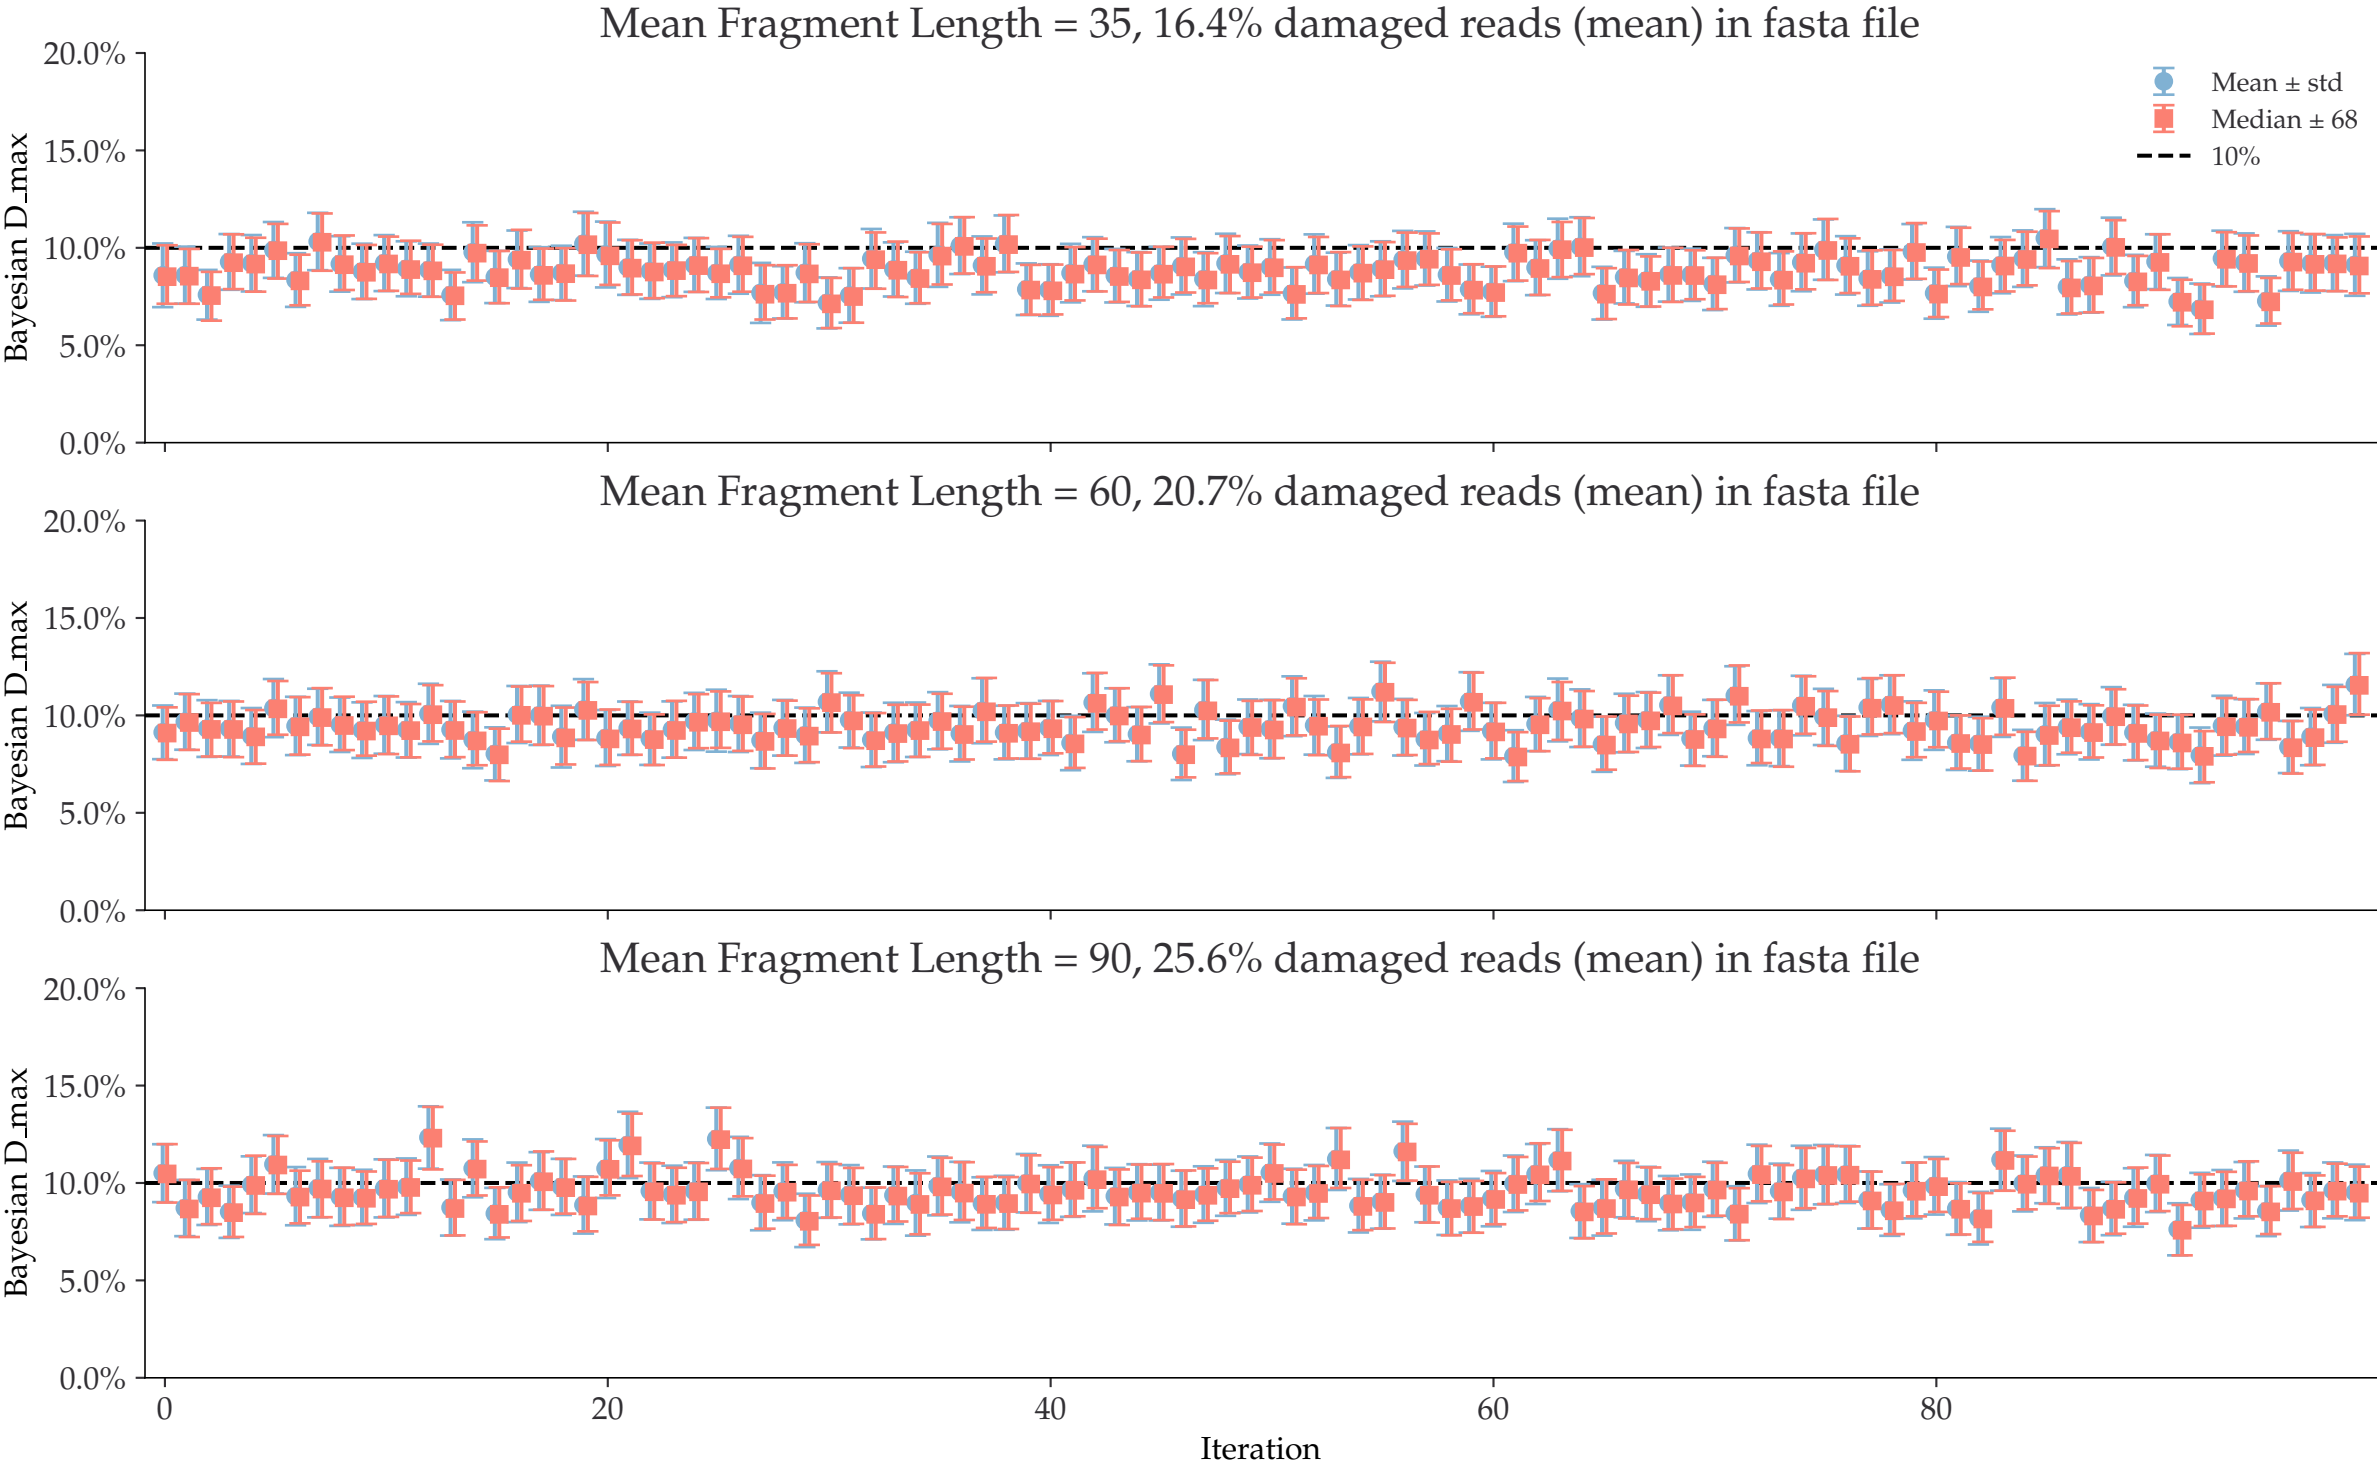 Mean Fragment Length = 35, 16.4% damaged reads (mean) in fasta file
20.0%
15.0%
10.0%
5.0%
0.0%
Bayesian D_max
Mean ± std
Median ± 68
10%
Mean Fragment Length = 60, 20.7% damaged reads (mean) in fasta file
20.0%
15.0%
10.0%
5.0%
0.0%
Bayesian D_max
Mean Fragment Length = 90, 25.6% damaged reads (mean) in fasta file
20.0%
15.0%
10.0%
5.0%
0.0%
Bayesian D_max
0 20 40 60 80
Iteration